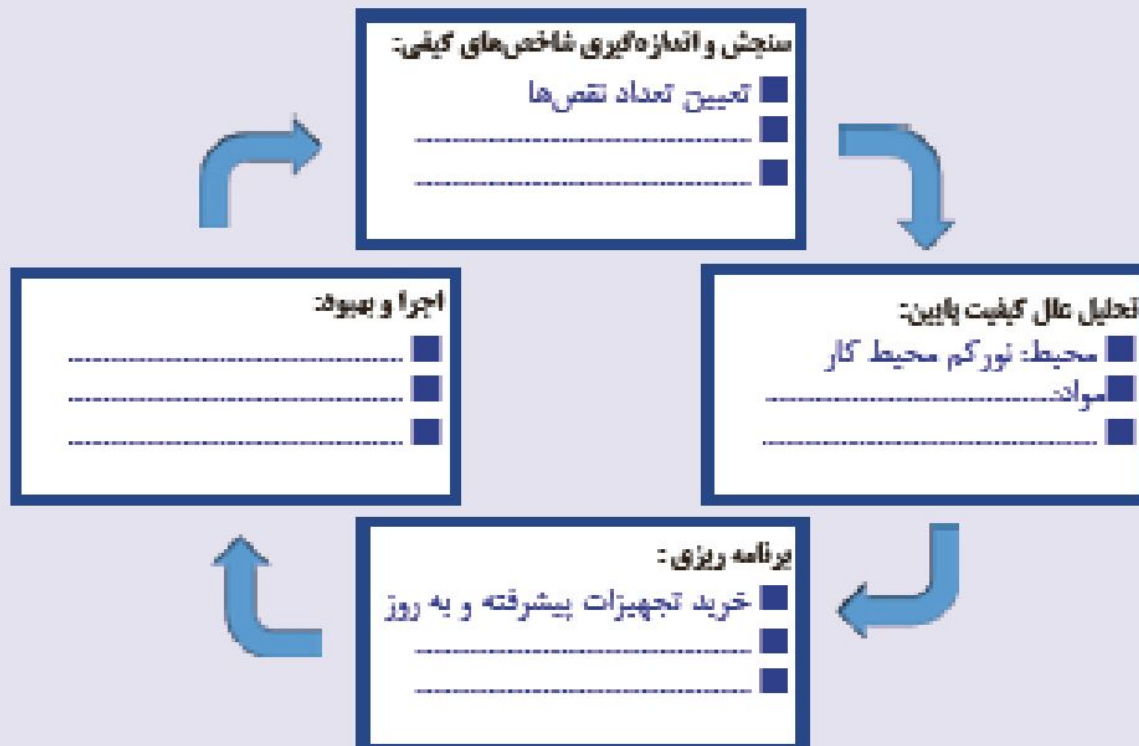 سنجش و اندازه‌گیری شاخص‌های کیفی:
تعیین تعداد نقص‌ها
تحلیل علل کیفیت پایین:
محیط: نور کم محیط کار
مواد:
برنامه ریزی :
خرید تجهیزات پیشرفته و به روز
اجرا و بهبود: